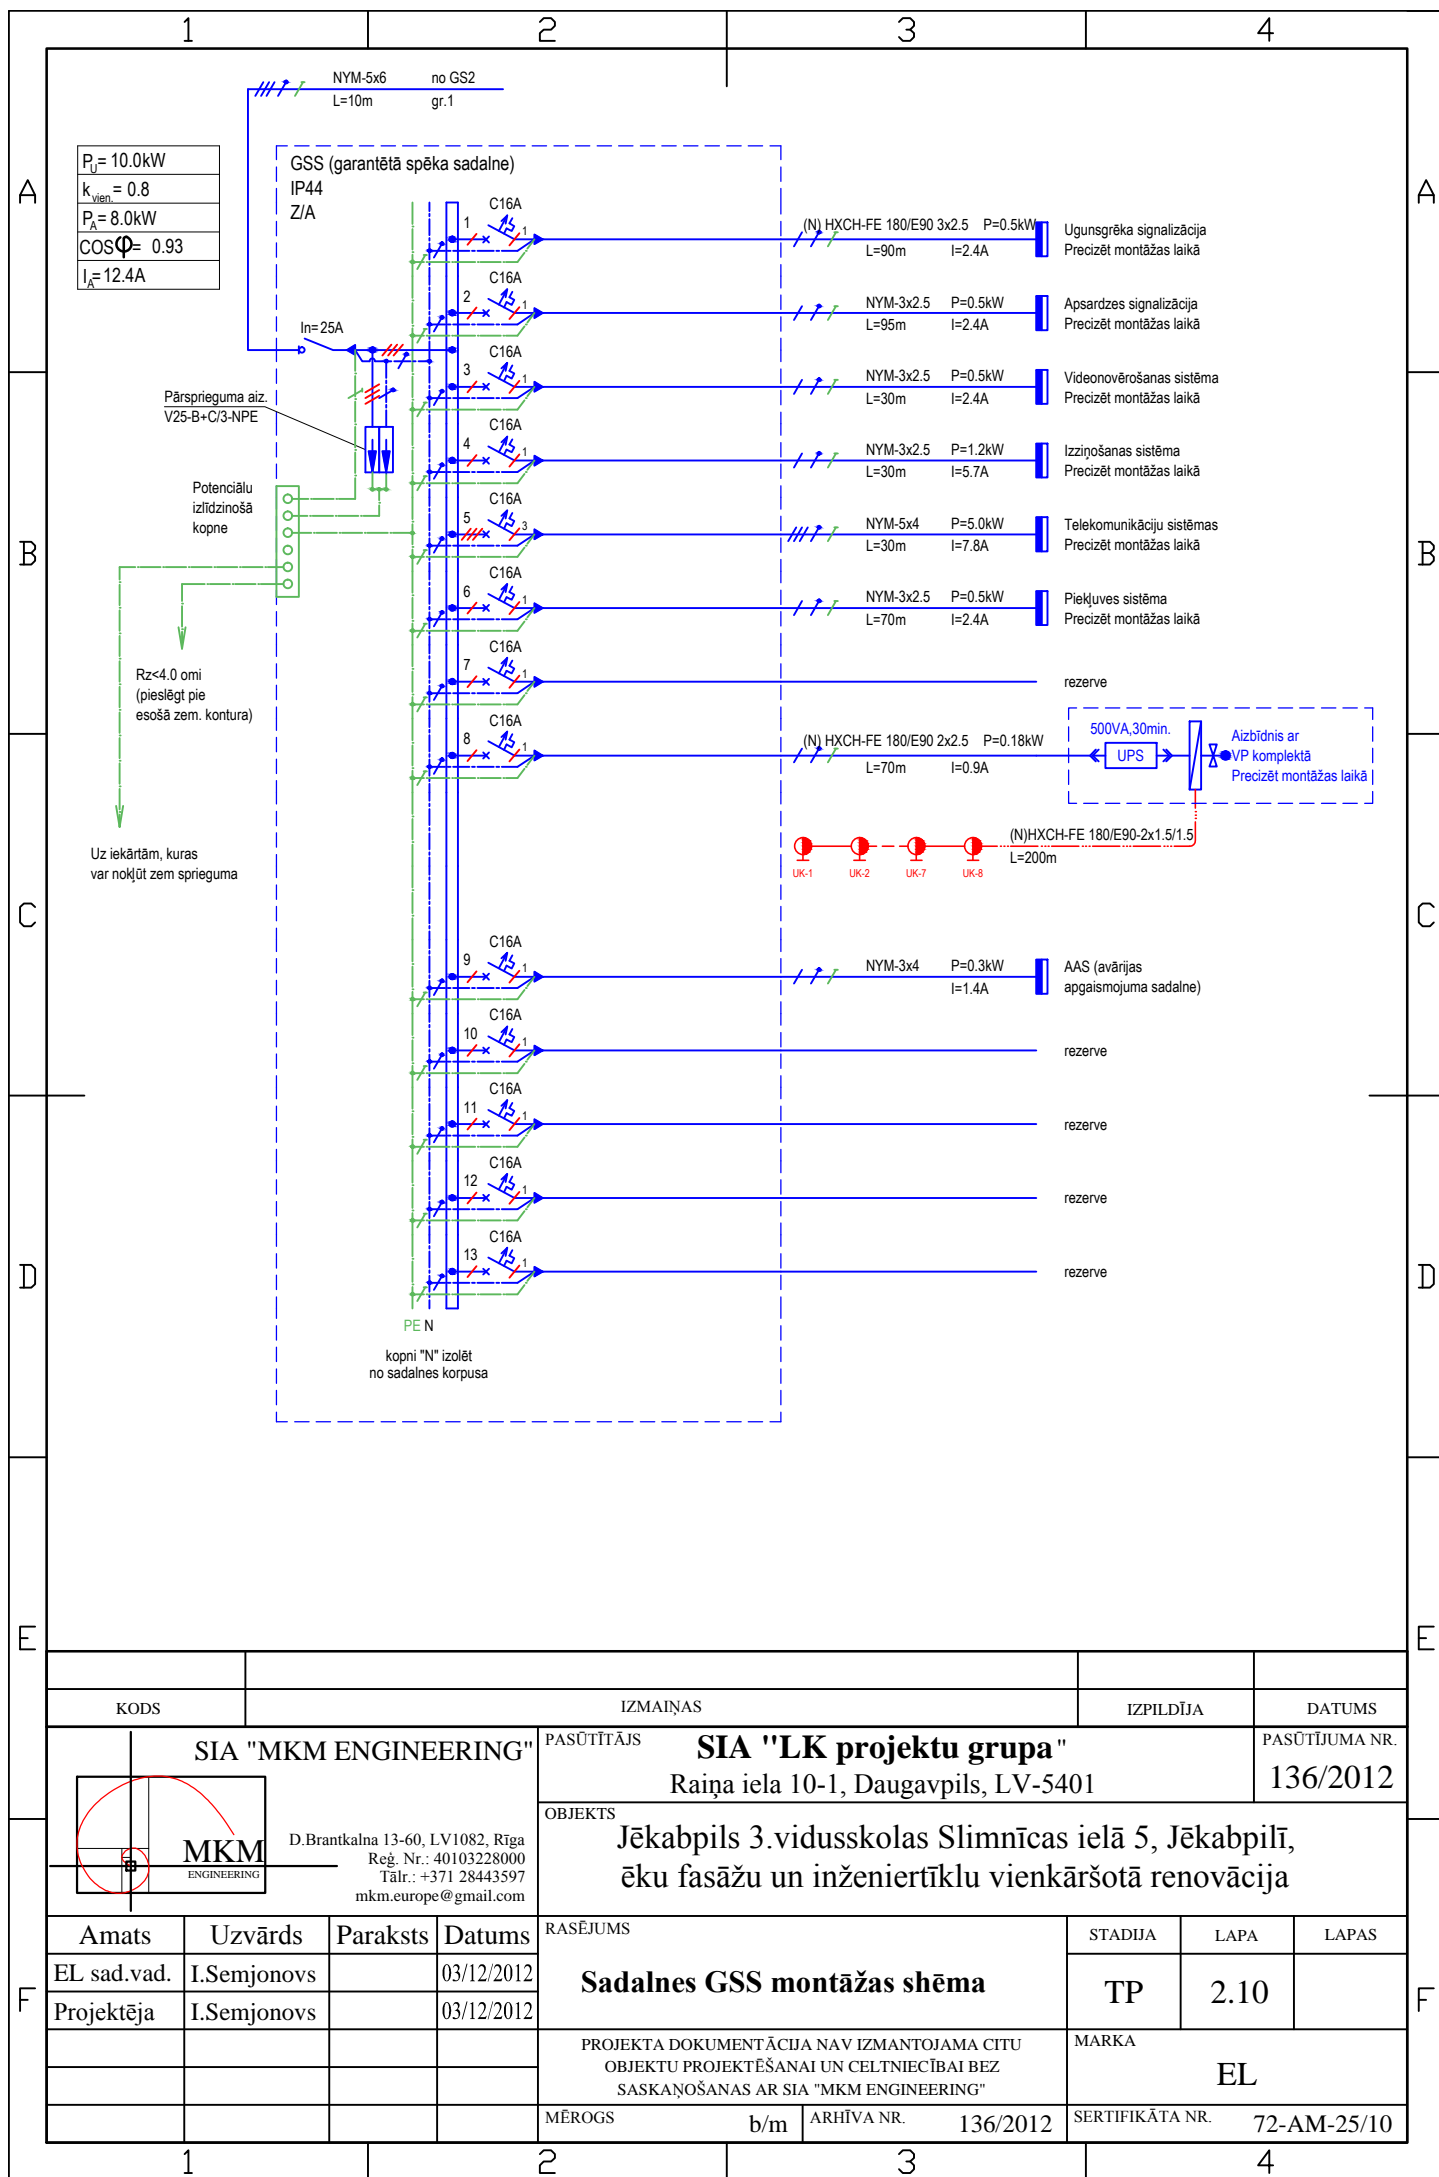 1 2 3 4
NYM-5x6 no GS2
L=10m gr.1
PU= 10.0kW
kvien.= 0.8
PA= 8.0kW
COSφ= 0.93
IA=12.4A
GSS (garantētā spēka sadalne)
IP44
Z/A
A A
C16A
1 1
(N) HXCH-FE 180/E90 3x2.5 P=0.5kW
L=90m I=2.4A
Ugunsgrēka signalizācija
Precizēt montāžas laikā
C16A
2 1
NYM-3x2.5 P=0.5kW
L=95m I=2.4A
Apsardzes signalizācija
Precizēt montāžas laikā
In=25A
C16A
3 1
NYM-3x2.5 P=0.5kW
L=30m I=2.4A
Videonovērošanas sistēma
Precizēt montāžas laikā
Pārsprieguma aiz.
V25-B+C/3-NPE
C16A
4 1
NYM-3x2.5 P=1.2kW
L=30m I=5.7A
Izziņošanas sistēma
Precizēt montāžas laikā
Potenciālu
izlīdzinošā
kopne
C16A
5 3
NYM-5x4 P=5.0kW
L=30m I=7.8A
Telekomunikāciju sistēmas
Precizēt montāžas laikā
B B
C16A
6 1
NYM-3x2.5 P=0.5kW
L=70m I=2.4A
Piekļuves sistēma
Precizēt montāžas laikā
Rz<4.0 omi
(pieslēgt pie
esošā zem. kontura)
C16A
7 1
rezerve
C16A
8 1
(N) HXCH-FE 180/E90 2x2.5 P=0.18kW
L=70m I=0.9A
500VA,30min.
UPS
Aizbīdnis ar
VP komplektā
Precizēt montāžas laikā
Uz iekārtām, kuras
var nokļūt zem sprieguma
(N)HXCH-FE 180/E90-2x1.5/1.5
L=200m
UK-1 UK-2 UK-7 UK-8
C C
C16A
9 1
NYM-3x4 P=0.3kW
I=1.4A
AAS (avārijas
apgaismojuma sadalne)
C16A
10 1
rezerve
C16A
11 1
rezerve
C16A
12 1
rezerve
C16A
13 1
rezerve
D D
PE N
kopni "N" izolēt
no sadalnes korpusa
E E
KODS IZMAIŅAS IZPILDĪJA DATUMS
SIA "MKM ENGINEERING"
MKM
ENGINEERING
D.Brantkalna 13-60, LV1082, Rīga
Reģ. Nr.: 40103228000
Tālr.: +371 28443597
mkm.europe@gmail.com
PASŪTĪTĀJS
SIA "LK projektu grupa"
Raiņa iela 10-1, Daugavpils, LV-5401
PASŪTĪJUMA NR.
136/2012
OBJEKTS
Jēkabpils 3.vidusskolas Slimnīcas ielā 5, Jēkabpilī,
ēku fasāžu un inženiertīklu vienkāršotā renovācija
Amats Uzvārds Paraksts Datums
EL sad.vad. I.Semjonovs 03/12/2012
Projektēja I.Semjonovs 03/12/2012
RASĒJUMS
Sadalnes GSS montāžas shēma
STADIJA LAPA LAPAS
TP 2.10
F F
PROJEKTA DOKUMENTĀCIJA NAV IZMANTOJAMA CITU
OBJEKTU PROJEKTĒŠANAI UN CELTNIECĪBAI BEZ
SASKAŅOŠANAS AR SIA "MKM ENGINEERING"
MARKA
EL
MĒROGS b/m ARHĪVA NR. 136/2012
SERTIFIKĀTA NR. 72-AM-25/10
1 2 3 4